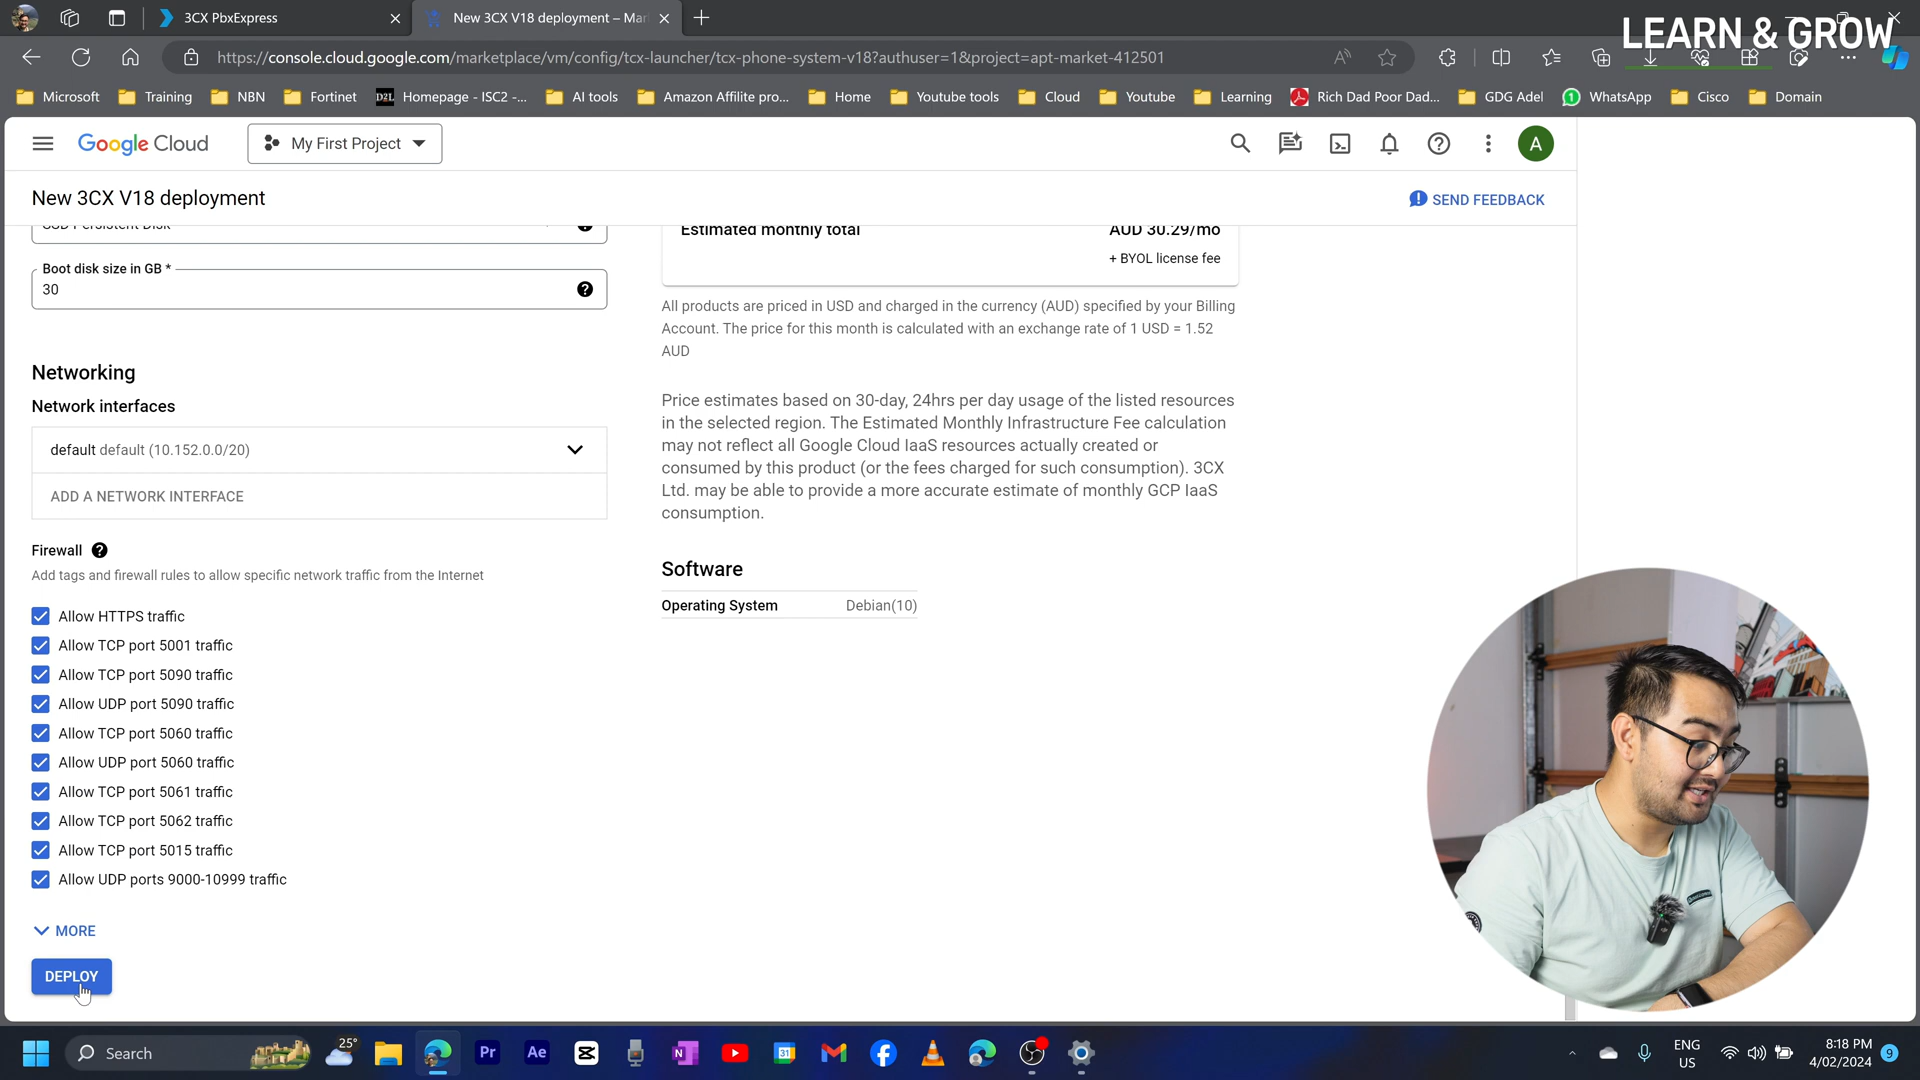 3CX PbxExpress
New 3CX V18 deployment – Mar
LEARN & GROW
https://console.cloud.google.com/marketplace/vm/config/tcx-launcher/tcx-phone-system-v18?authuser=1&project=apt-market-412501
Microsoft
Training
NBN
Fortinet
D2L
Homepage - ISC2 -...
AI tools
Amazon Affilite pro...
Home
Youtube tools
Cloud
Youtube
Learning
Rich Dad Poor Dad...
GDG Adel
WhatsApp
Cisco
Domain
Google Cloud
My First Project
A
New 3CX V18 deployment
SEND FEEDBACK
SSD Persistent Disk
Boot disk size in GB *
30
Networking
Network interfaces
default default (10.152.0.0/20)
ADD A NETWORK INTERFACE
Firewall
Add tags and firewall rules to allow specific network traffic from the Internet
Allow HTTPS traffic
Allow TCP port 5001 traffic
Allow TCP port 5090 traffic
Allow UDP port 5090 traffic
Allow TCP port 5060 traffic
Allow UDP port 5060 traffic
Allow TCP port 5061 traffic
Allow TCP port 5062 traffic
Allow TCP port 5015 traffic
Allow UDP ports 9000-10999 traffic
MORE
DEPLOY
Estimated monthly total
AUD 30.29/mo
+ BYOL license fee
All products are priced in USD and charged in the currency (AUD) specified by your Billing
Account. The price for this month is calculated with an exchange rate of 1 USD = 1.52
AUD
Price estimates based on 30-day, 24hrs per day usage of the listed resources
in the selected region. The Estimated Monthly Infrastructure Fee calculation
may not reflect all Google Cloud IaaS resources actually created or
consumed by this product (or the fees charged for such consumption). 3CX
Ltd. may be able to provide a more accurate estimate of monthly GCP IaaS
consumption.
Software
Operating System
Debian(10)
Search
25°
Pr
Ae
N
31
ENG
US
8:18 PM
4/02/2024
9